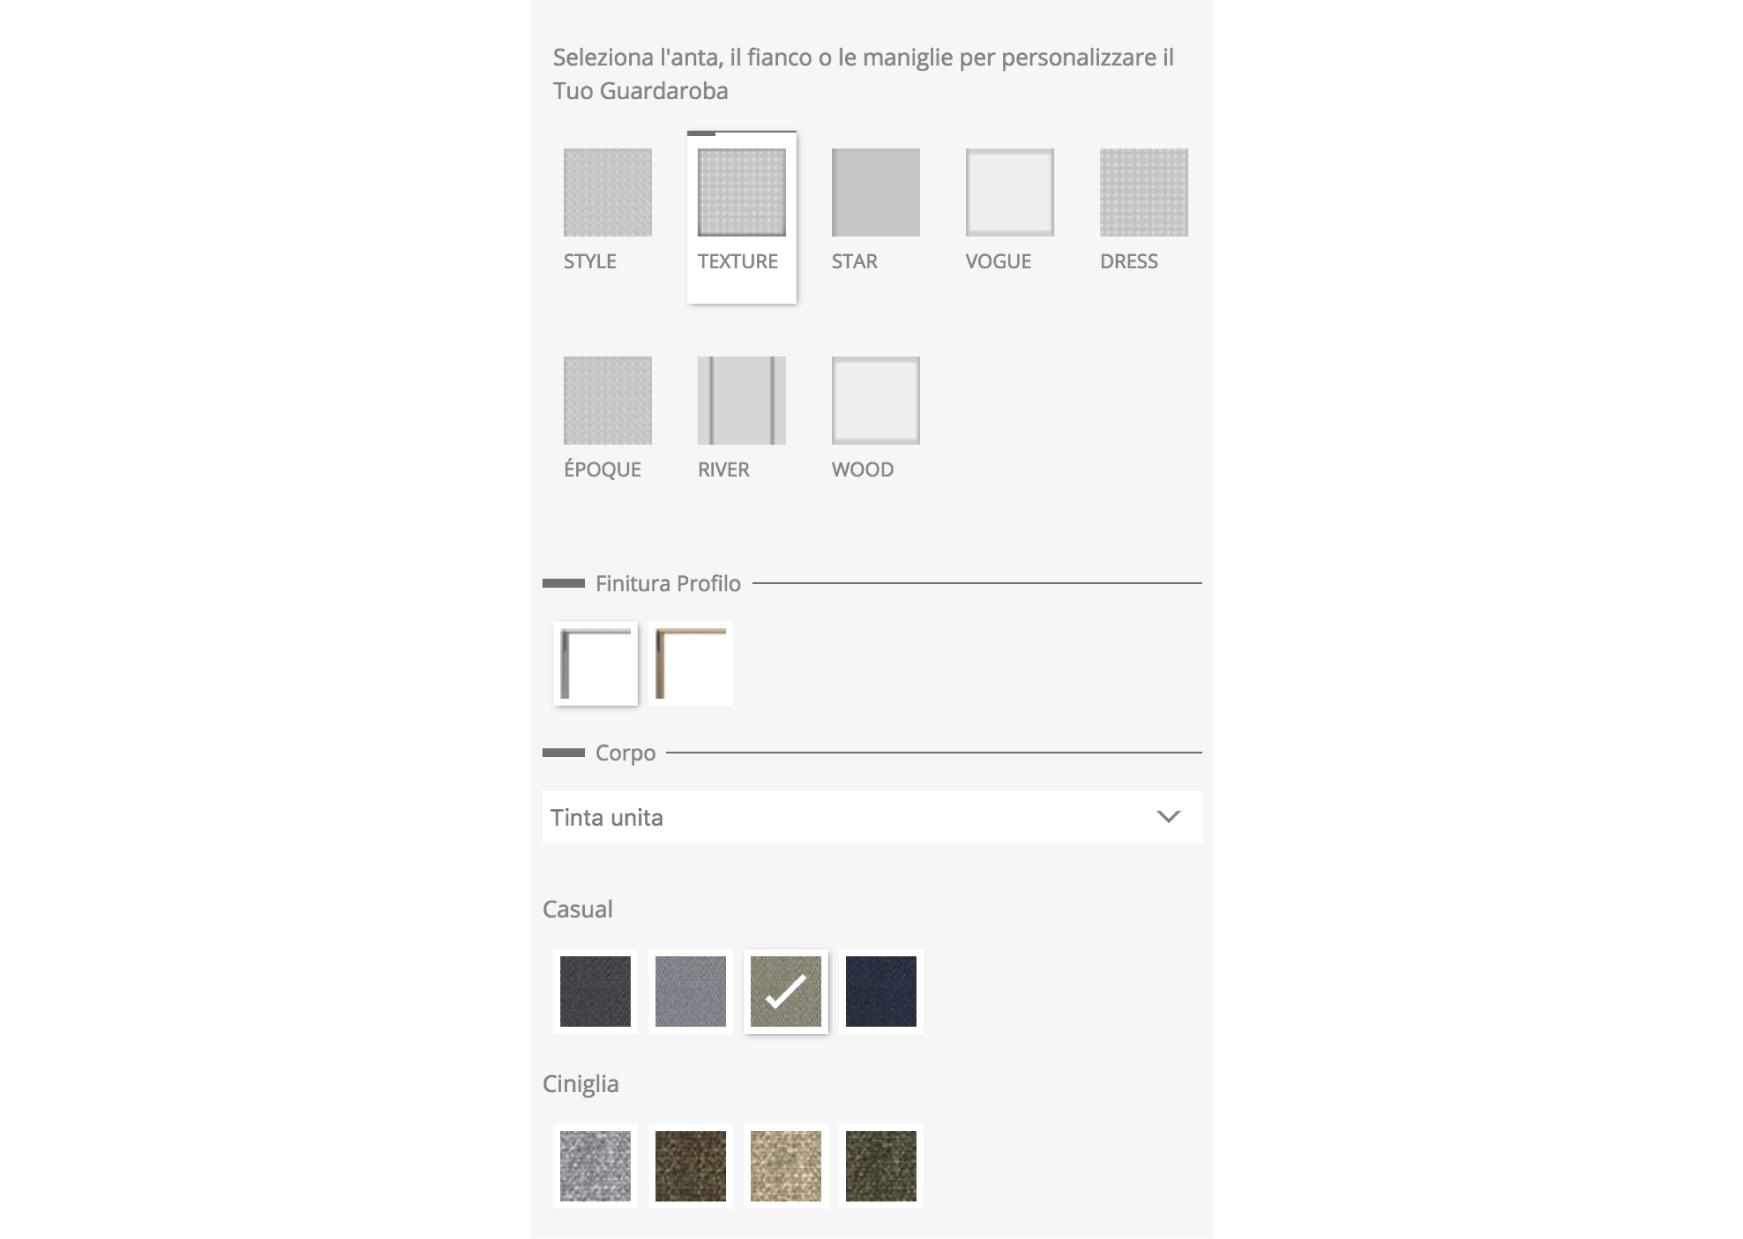 Seleziona l'anta, il fianco o le maniglie per personalizzare il
Tuo Guardaroba
STYLE
TEXTURE
STAR
VOGUE
DRESS
ÉPOQUE
RIVER
WOOD
Finitura Profilo
Corpo
Tinta unita
Casual
Ciniglia